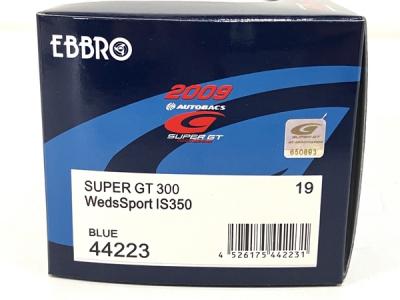 EBBRO
2009
AUTOBACS
SUPER GT
650893
SUPER GT 300 19
WedsSport IS350
BLUE
44223
4 526175 442231